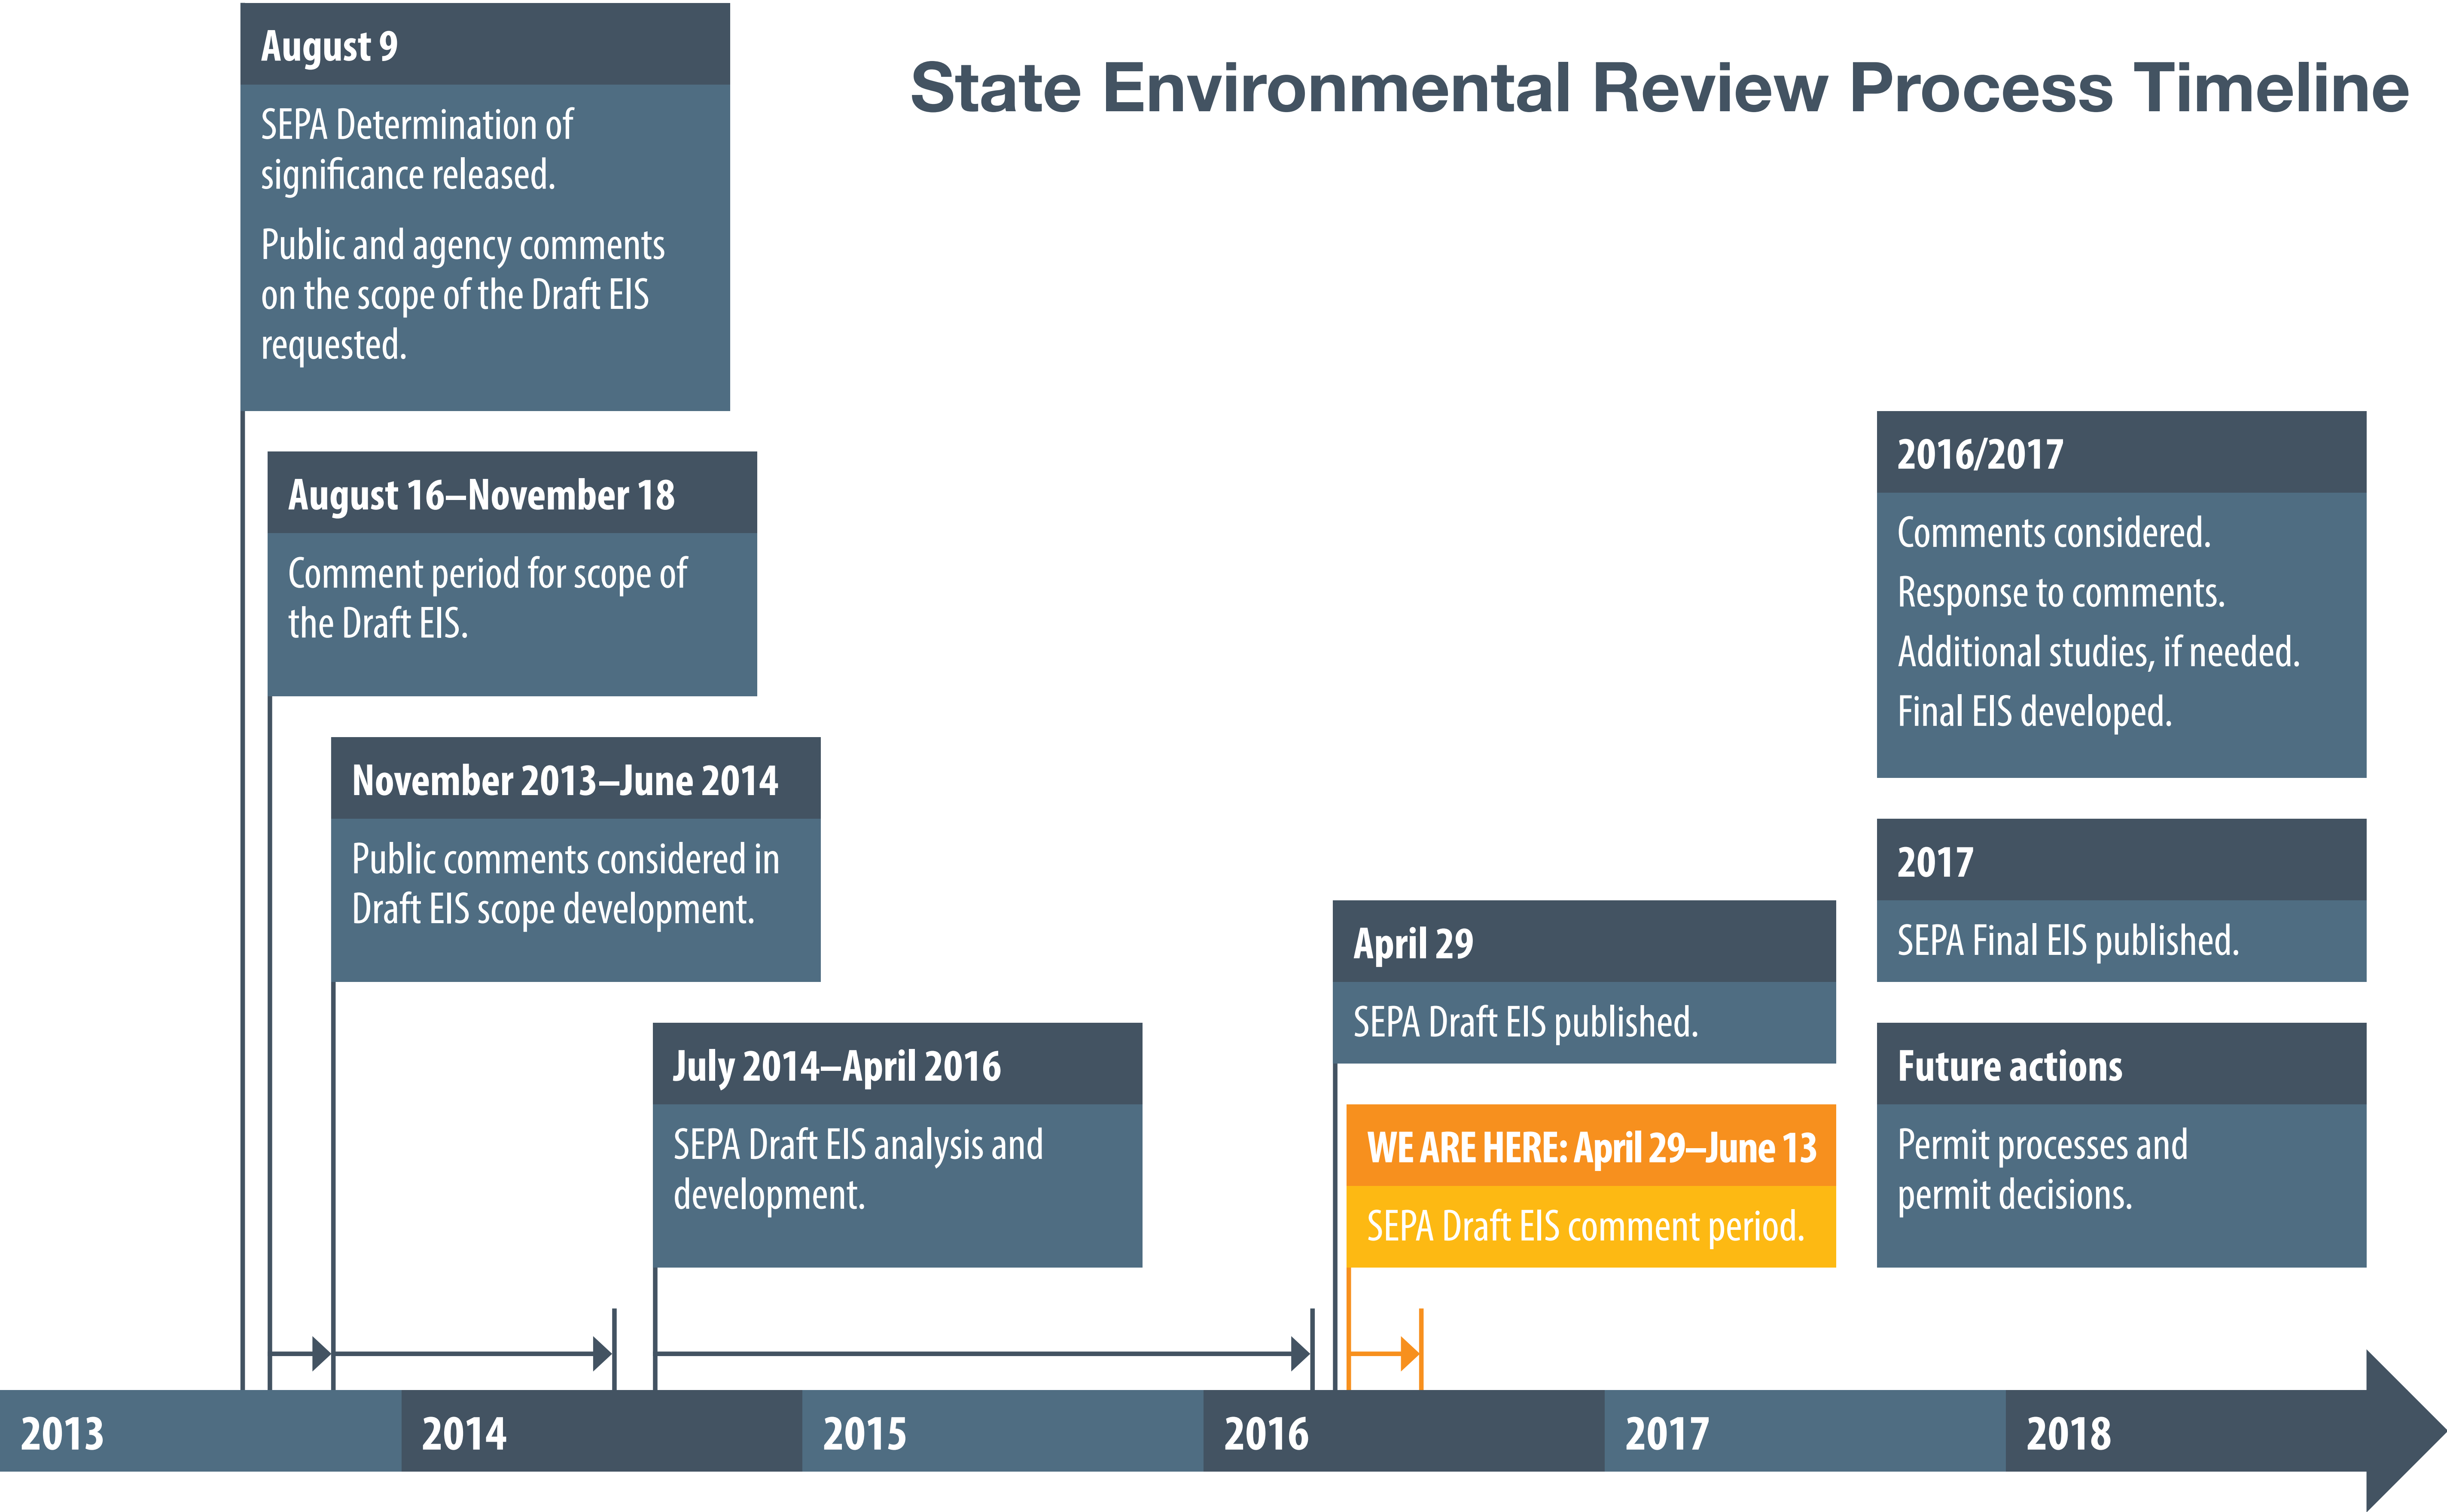 State Environmental Review Process Timeline
August 9
SEPA Determination of
significance released.
Public and agency comments
on the scope of the Draft EIS
requested.
August 16–November 18
Comment period for scope of
the Draft EIS.
November 2013–June 2014
Public comments considered in
Draft EIS scope development.
July 2014–April 2016
SEPA Draft EIS analysis and
development.
April 29
SEPA Draft EIS published.
WE ARE HERE: April 29–June 13
SEPA Draft EIS comment period.
2016/2017
Comments considered.
Response to comments.
Additional studies, if needed.
Final EIS developed.
2017
SEPA Final EIS published.
Future actions
Permit processes and
permit decisions.
2013
2014
2015
2016
2017
2018